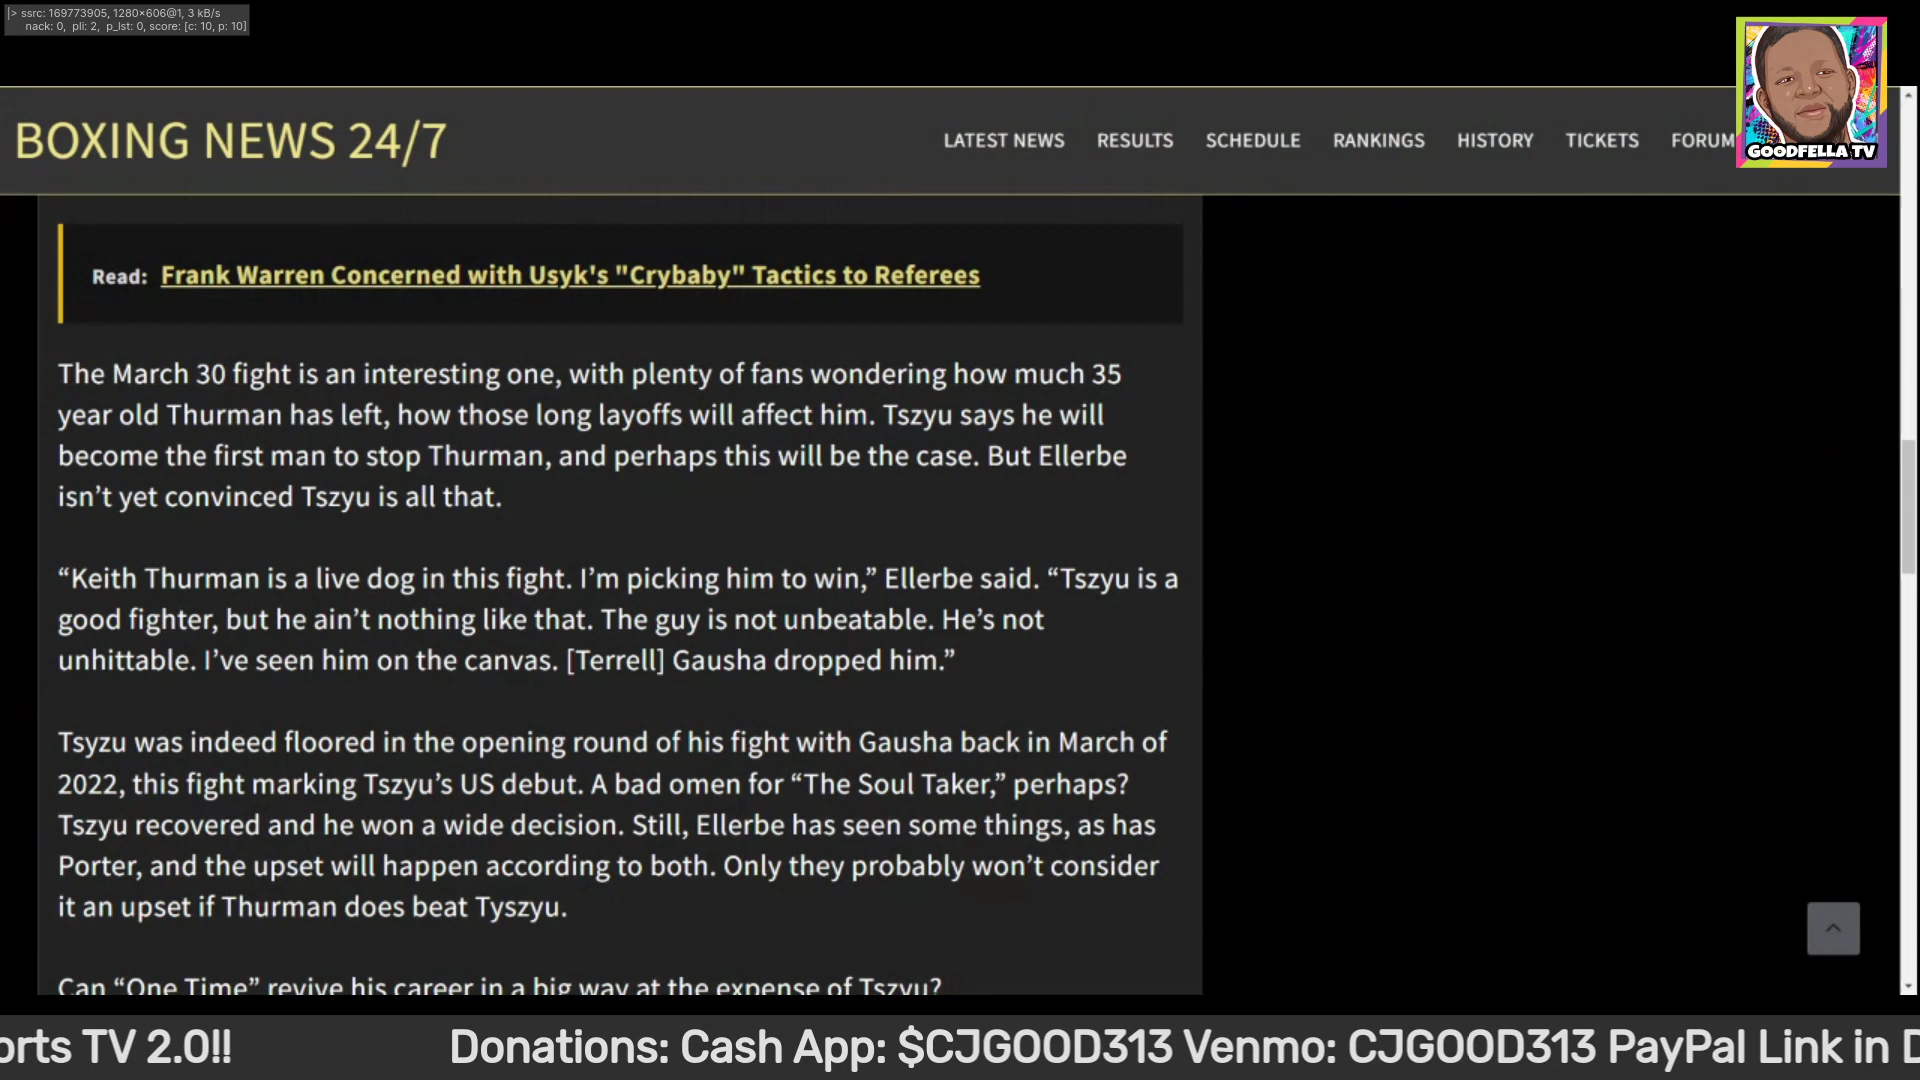 |> ssrc: 169773905, 1280×606@1, 3 kB/s
nack: 0, pli: 2, p_lst: 0, score: [c: 10, p: 10]
BOXING NEWS 24/7
LATEST NEWS RESULTS SCHEDULE RANKINGS HISTORY TICKETS FORUM
GOODFELLA TV
Read: Frank Warren Concerned with Usyk's "Crybaby" Tactics to Referees
The March 30 fight is an interesting one, with plenty of fans wondering how much 35
year old Thurman has left, how those long layoffs will affect him. Tszyu says he will
become the first man to stop Thurman, and perhaps this will be the case. But Ellerbe
isn’t yet convinced Tszyu is all that.
“Keith Thurman is a live dog in this fight. I’m picking him to win,” Ellerbe said. “Tszyu is a
good fighter, but he ain’t nothing like that. The guy is not unbeatable. He’s not
unhittable. I’ve seen him on the canvas. [Terrell] Gausha dropped him.”
Tsyzu was indeed floored in the opening round of his fight with Gausha back in March of
2022, this fight marking Tszyu’s US debut. A bad omen for “The Soul Taker,” perhaps?
Tszyu recovered and he won a wide decision. Still, Ellerbe has seen some things, as has
Porter, and the upset will happen according to both. Only they probably won’t consider
it an upset if Thurman does beat Tyszyu.
Can “One Time” revive his career in a big way at the expense of Tszyu?
orts TV 2.0!! Donations: Cash App: $CJGOOD313 Venmo: CJGOOD313 PayPal Link in D